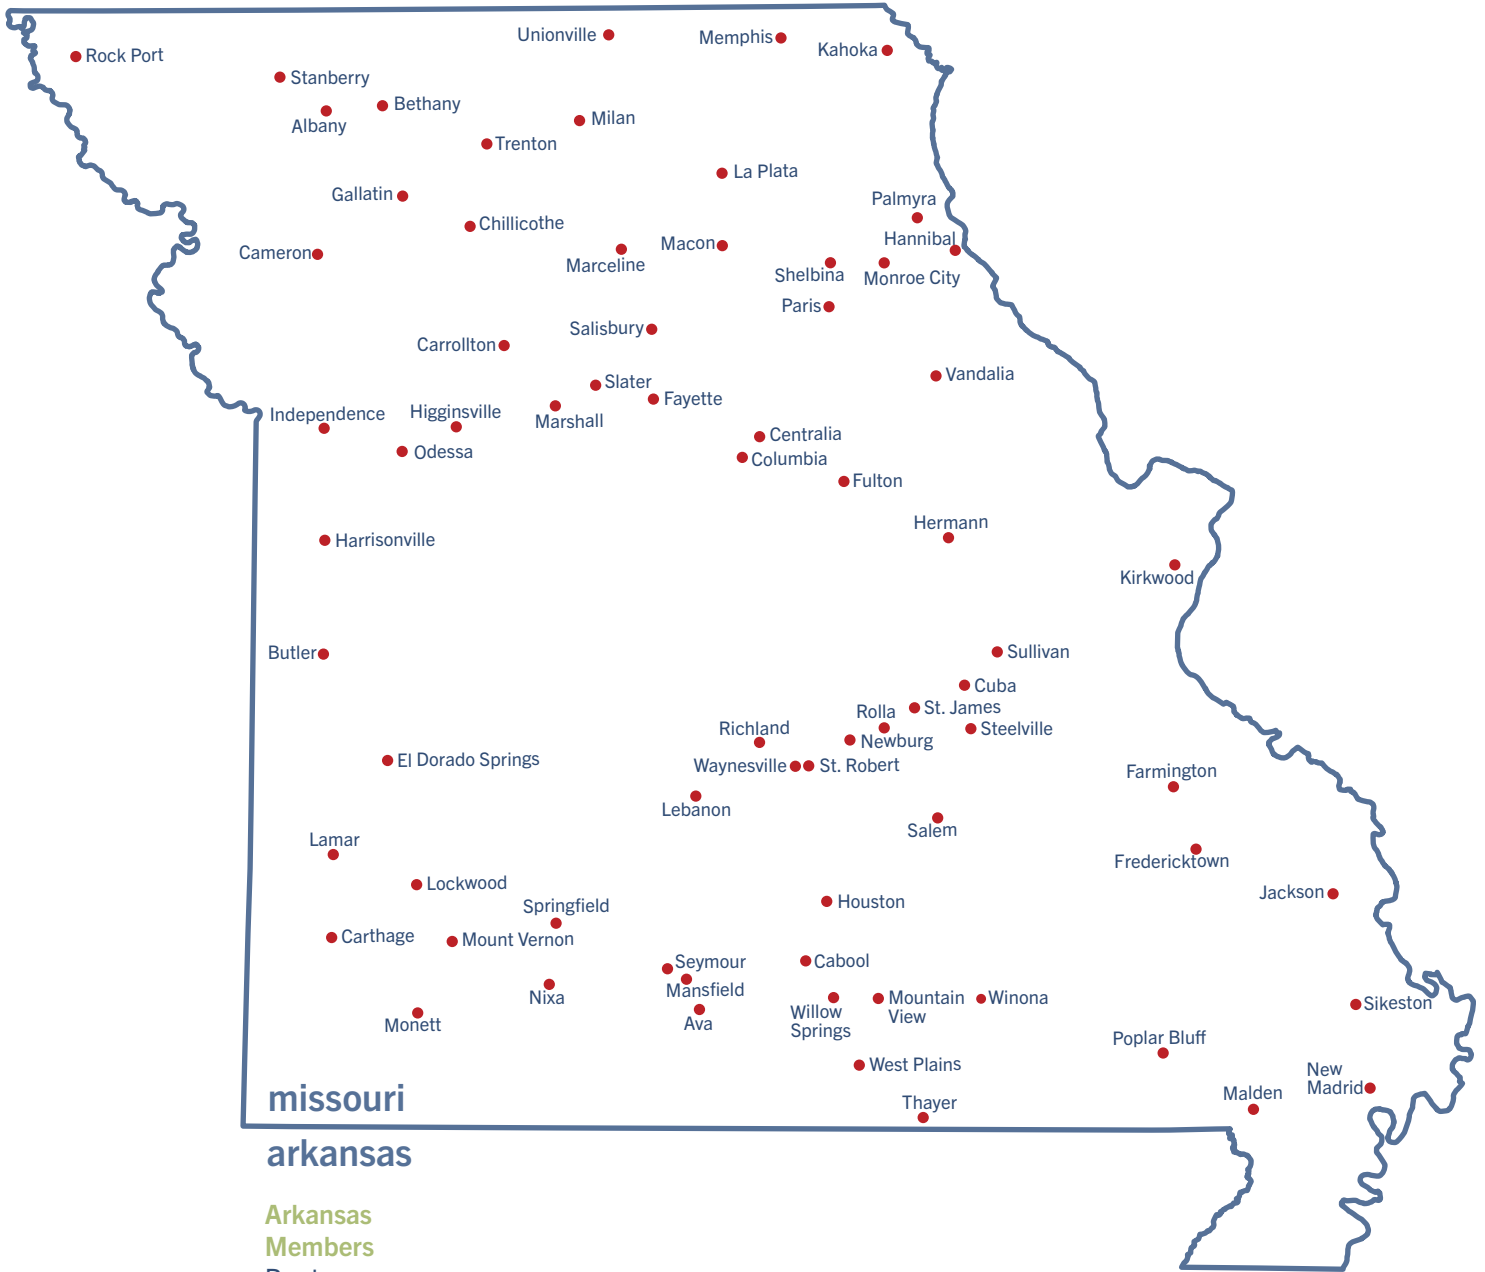 Unionville
Memphis
Kahoka
Rock Port
Stanberry
Bethany
Albany
Milan
Trenton
La Plata
Gallatin
Palmyra
Chillicothe
Hannibal
Macon
Cameron
Marceline
Shelbina
Monroe City
Paris
Salisbury
Carrollton
Vandalia
Slater
Fayette
Independence
Higginsville
Marshall
Centralia
Odessa
Columbia
Fulton
Hermann
Harrisonville
Kirkwood
Butler
Sullivan
Cuba
St. James
Rolla
Richland
Steelville
Newburg
El Dorado Springs
Waynesville
St. Robert
Farmington
Lebanon
Salem
Lamar
Fredericktown
Lockwood
Jackson
Houston
Springfield
Carthage
Mount Vernon
Seymour
Cabool
Mansfield
Nixa
Mountain
View
Winona
Sikeston
Willow
Springs
Ava
Monett
Poplar Bluff
West Plains
New
Madrid
Malden
Thayer
missouri
arkansas
Arkansas
Members